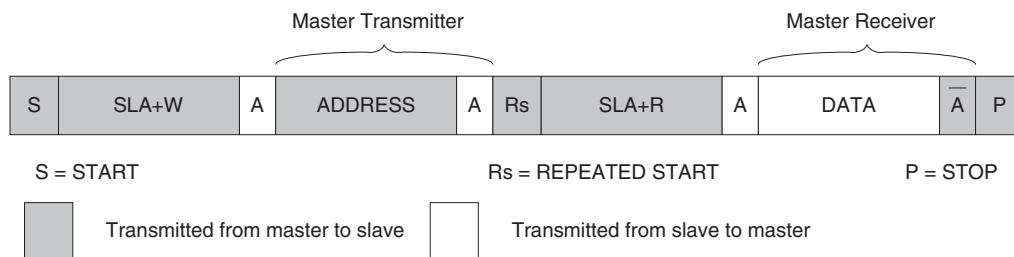 Master Transmitter Master Receiver
S SLA+W A ADDRESS A Rs SLA+R A DATA A̅ P
S = START Rs = REPEATED START P = STOP
Transmitted from master to slave Transmitted from slave to master